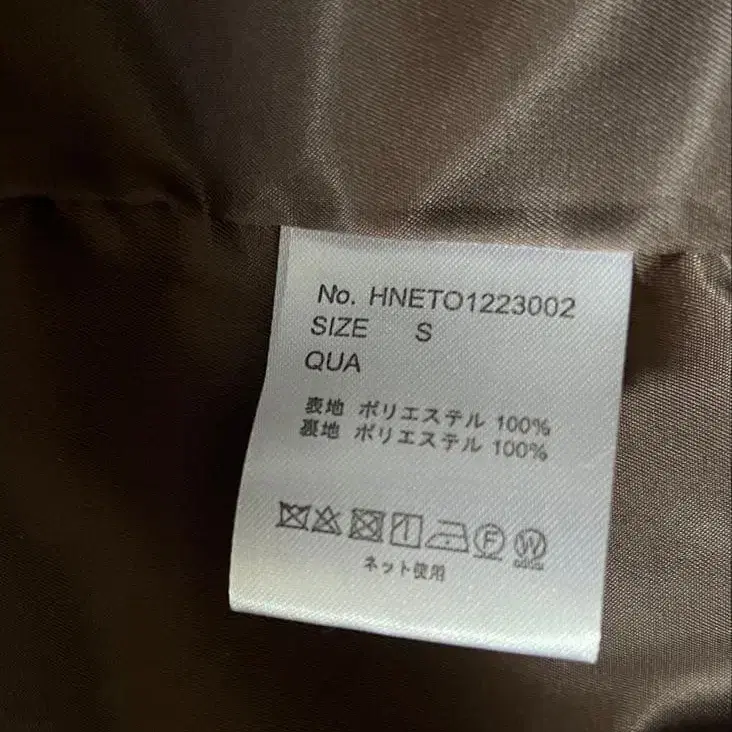 No. HNETO1223002
SIZE S
QUA
表地 ポリエステル 100%
裏地 ポリエステル 100%
F W
ネット使用